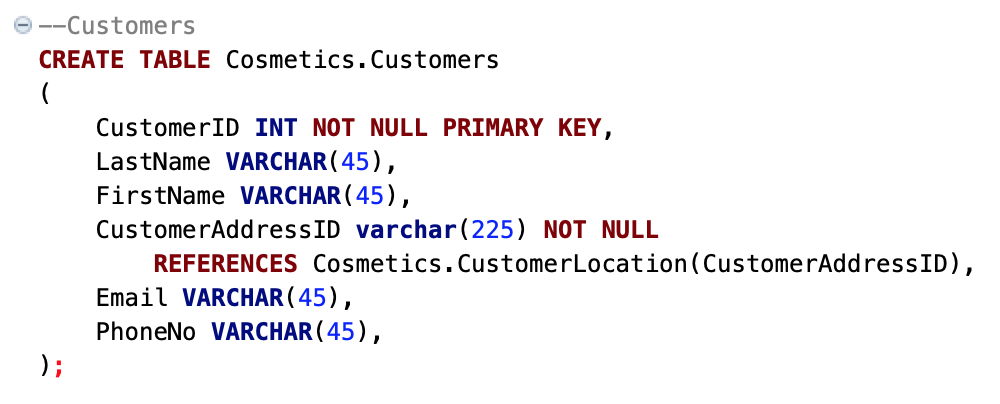 --Customers
CREATE TABLE Cosmetics.Customers
(
CustomerID INT NOT NULL PRIMARY KEY,
LastName VARCHAR(45),
FirstName VARCHAR(45),
CustomerAddressID varchar(225) NOT NULL
REFERENCES Cosmetics.CustomerLocation(CustomerAddressID),
Email VARCHAR(45),
PhoneNo VARCHAR(45),
);